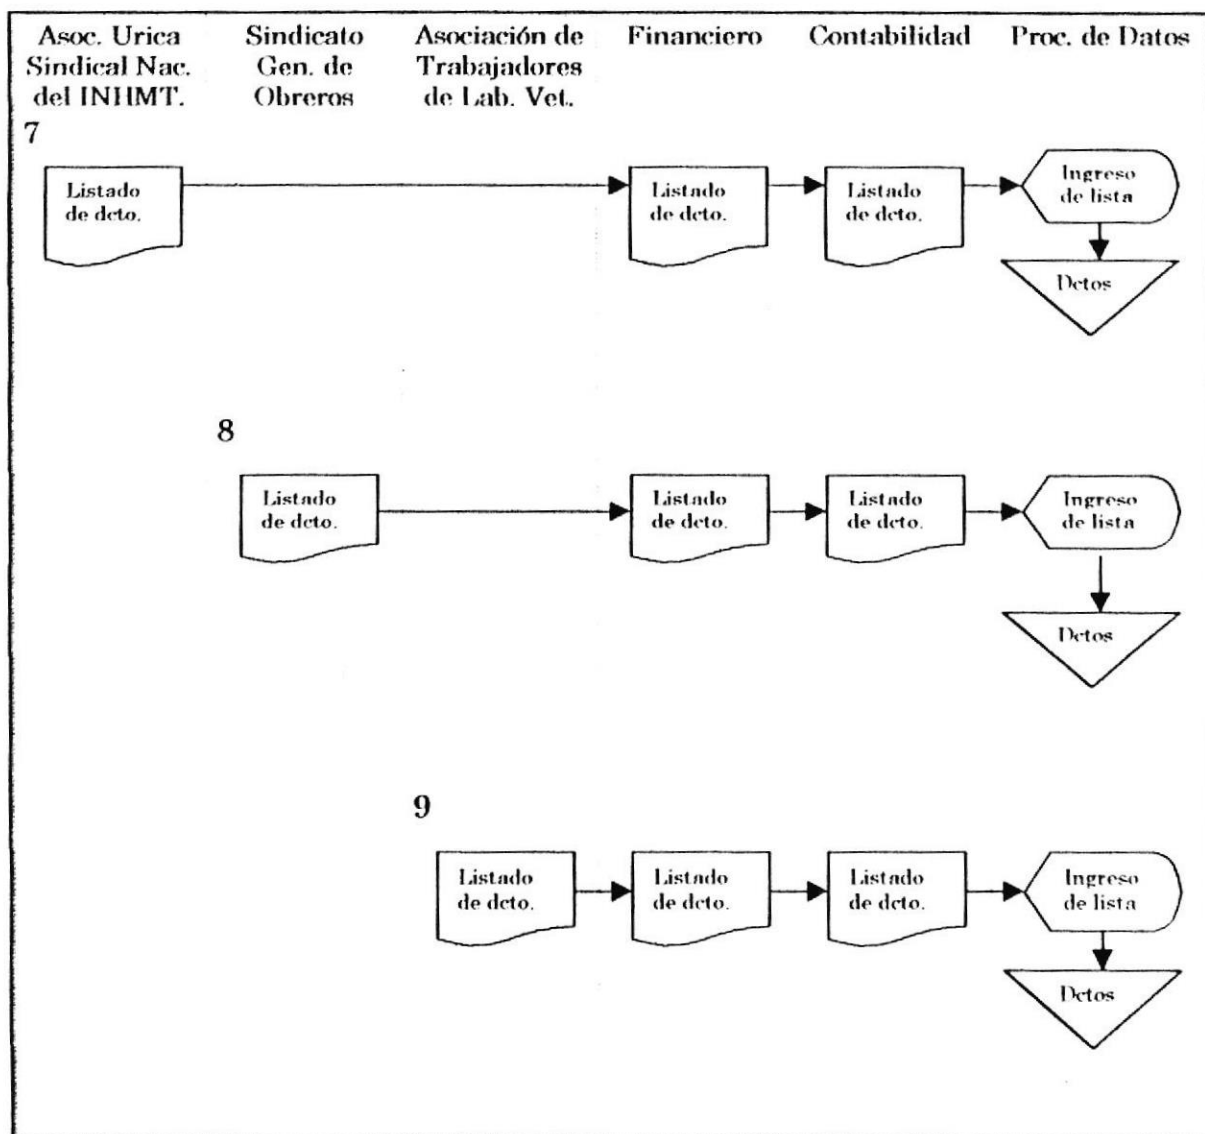 Asoc. Urica
Sindical Nac.
del INHMT.
Sindicato
Gen. de
Obreros
Asociación de
Trabajadores
de Lab. Vet.
Financiero
Contabilidad
Proc. de Datos
7
Listado
de dcto.
Listado
de dcto.
Listado
de dcto.
Ingreso
de lista
Dctos
8
Listado
de dcto.
Listado
de dcto.
Listado
de dcto.
Ingreso
de lista
Dctos
9
Listado
de dcto.
Listado
de dcto.
Listado
de dcto.
Ingreso
de lista
Dctos